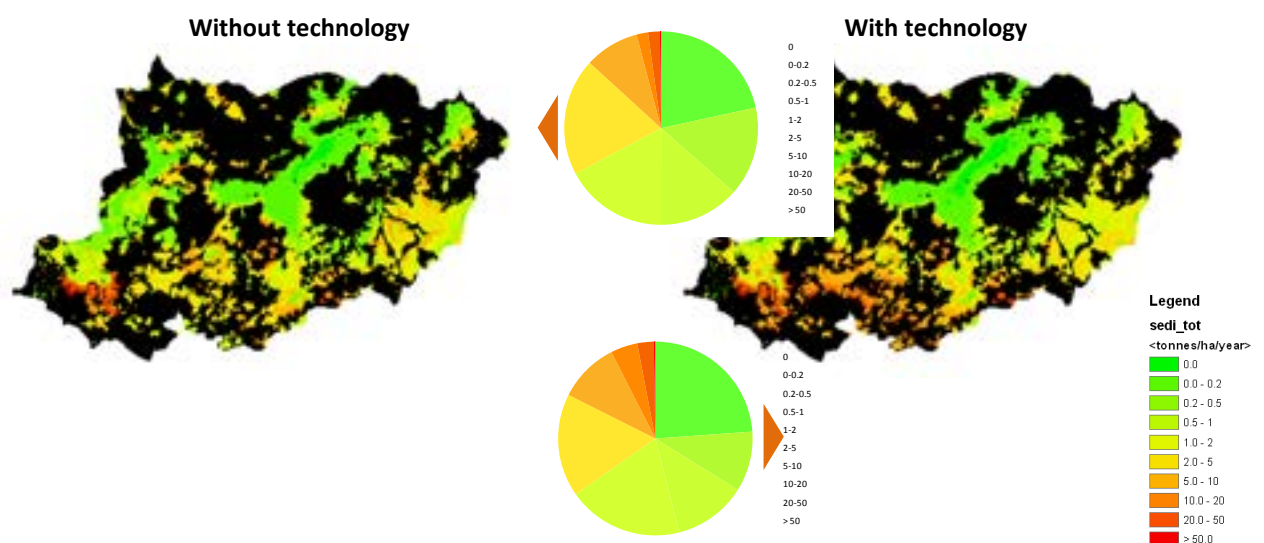 Without technology
With technology
0
0-0.2
0.2-0.5
0.5-1
1-2
2-5
5-10
10-20
20-50
>50
0
0-0.2
0.2-0.5
0.5-1
1-2
2-5
5-10
10-20
20-50
>50
Legend
sedi_tot
<tonnes/ha/year>
0.0
0.0 - 0.2
0.2 - 0.5
0.5 - 1
1.0 - 2
2.0 - 5
5.0 - 10
10.0 - 20
20.0 - 50
> 50.0